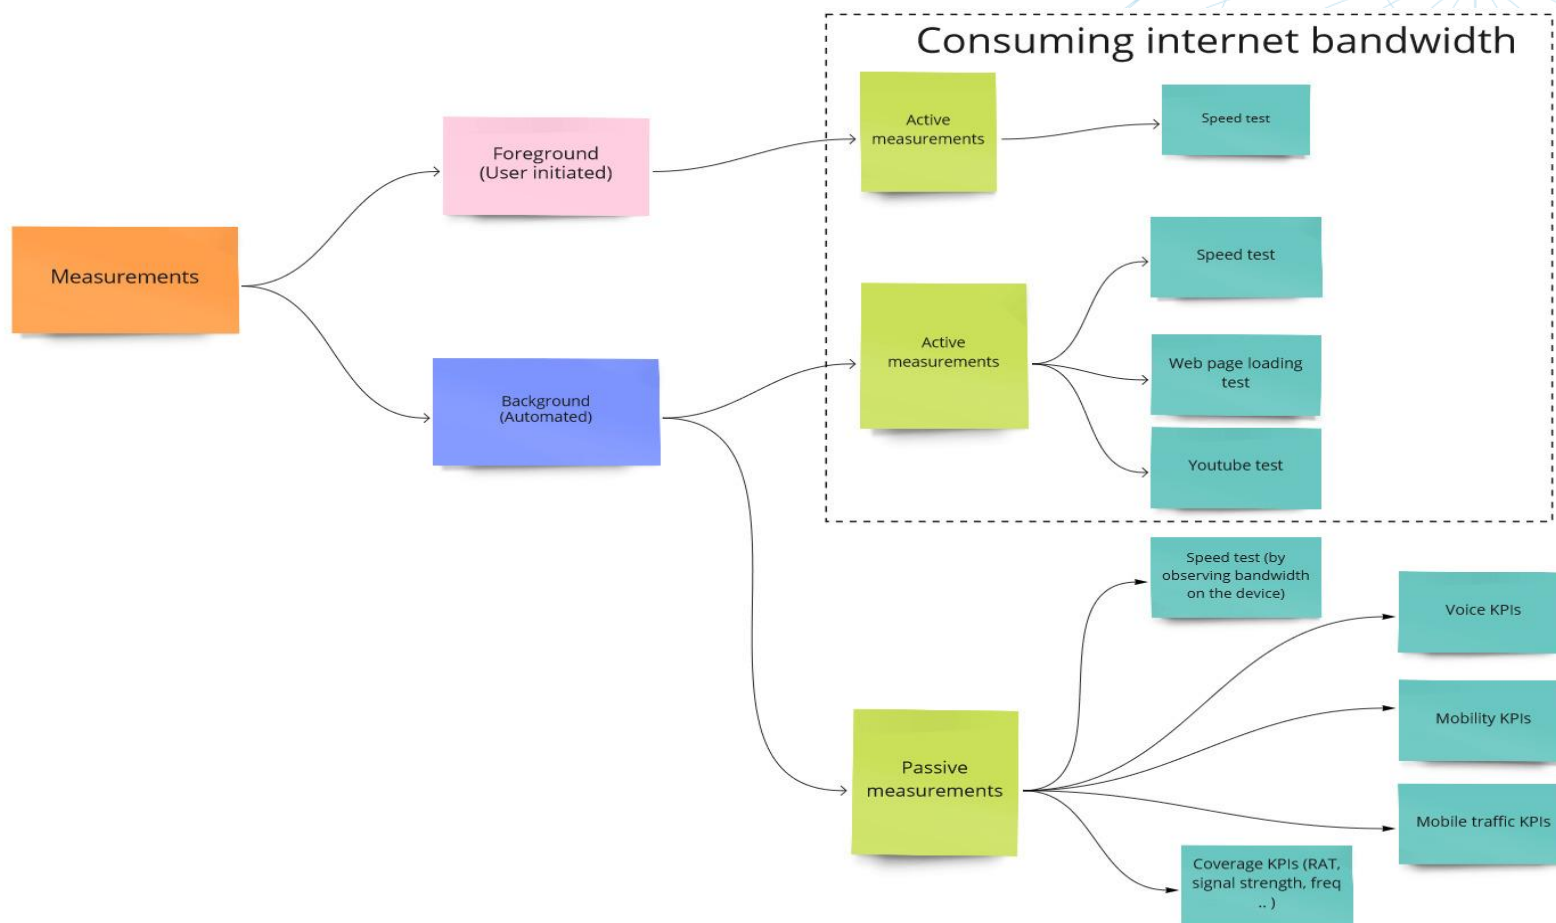 Consuming internet bandwidth
Active
measurements
Speed test
Foreground
(User initiated)
Measurements
Speed test
Active
measurements
Web page loading
test
Background
(Automated)
Youtube test
Speed test (by
observing bandwidth
on the device)
Voice KPIs
Mobility KPIs
Passive
measurements
Mobile traffic KPIs
Coverage KPIs (RAT,
signal strength, freq
.. )